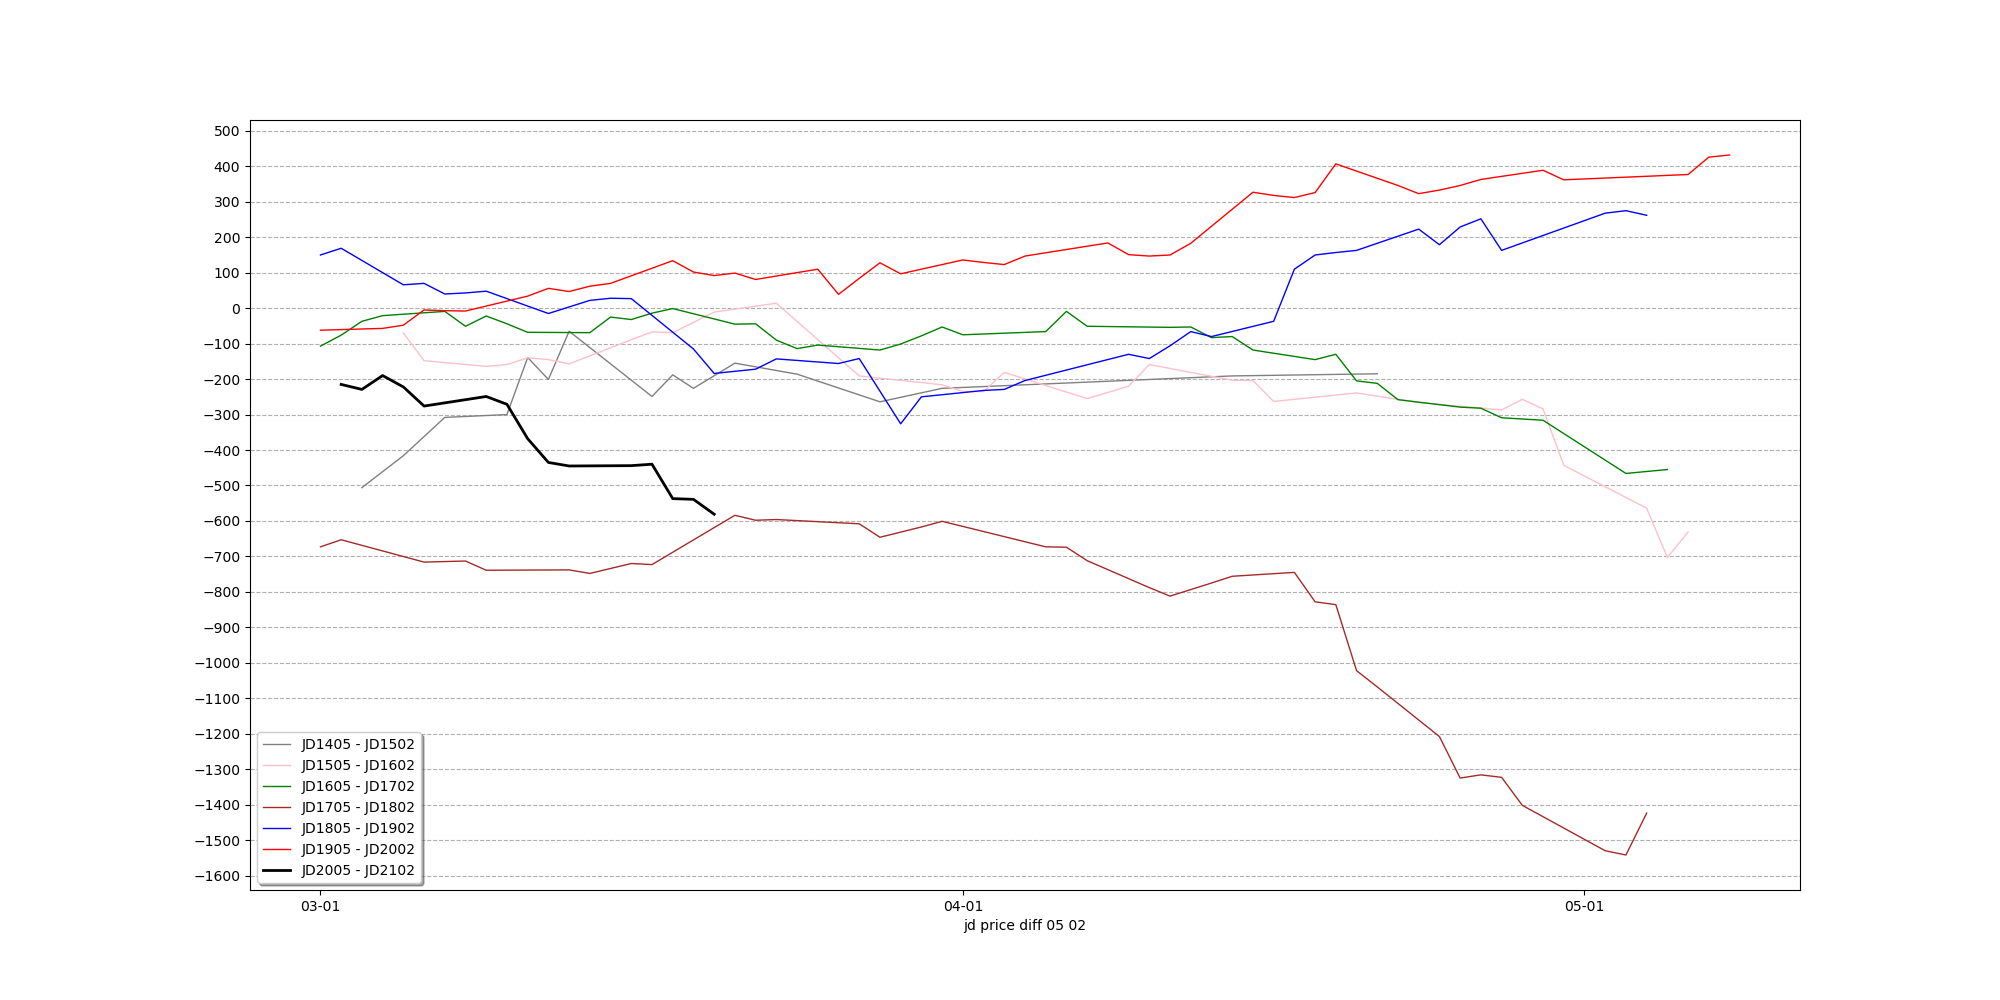 500
400
300
200
100
0
−100
−200
−300
−400
−500
−600
−700
−800
−900
−1000
−1100
−1200
−1300
−1400
−1500
−1600
JD1405 - JD1502
JD1505 - JD1602
JD1605 - JD1702
JD1705 - JD1802
JD1805 - JD1902
JD1905 - JD2002
JD2005 - JD2102
03-01 04-01 05-01
jd price diff 05 02